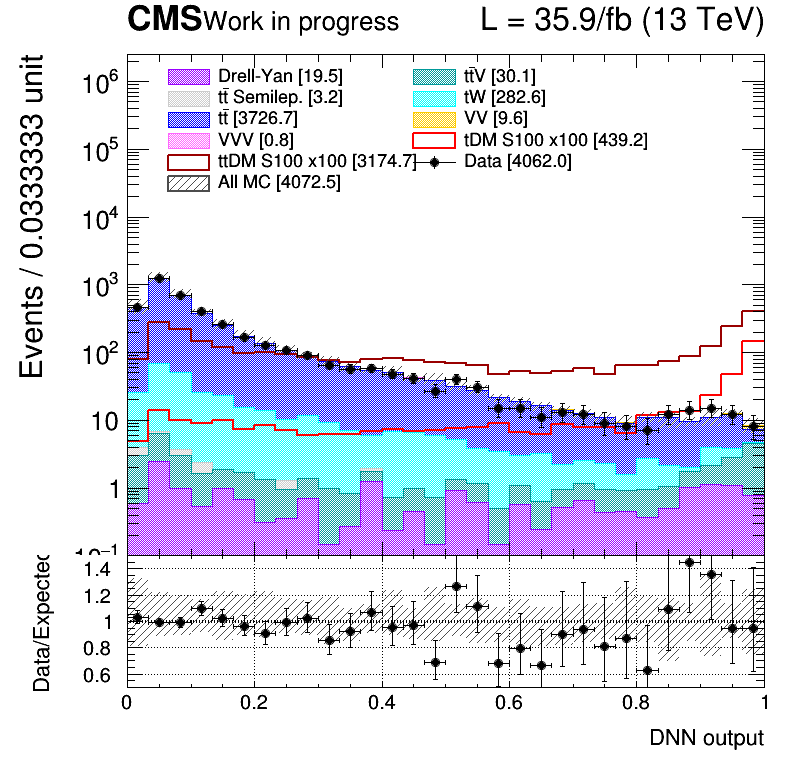 CMS Work in progress L = 35.9/fb (13 TeV)
Events / 0.0333333 unit
Drell-Yan [19.5] tt̄V [30.1]
tt̄ Semilep. [3.2] tW [282.6]
tt̄ [3726.7] VV [9.6]
VVV [0.8] tDM S100 x100 [439.2]
ttDM S100 x100 [3174.7] Data [4062.0]
All MC [4072.5]
10⁶
10⁵
10⁴
10³
10²
10
1
10⁻¹
Data/Expected
1.4
1.2
1
0.8
0.6
0 0.2 0.4 0.6 0.8 1
DNN output